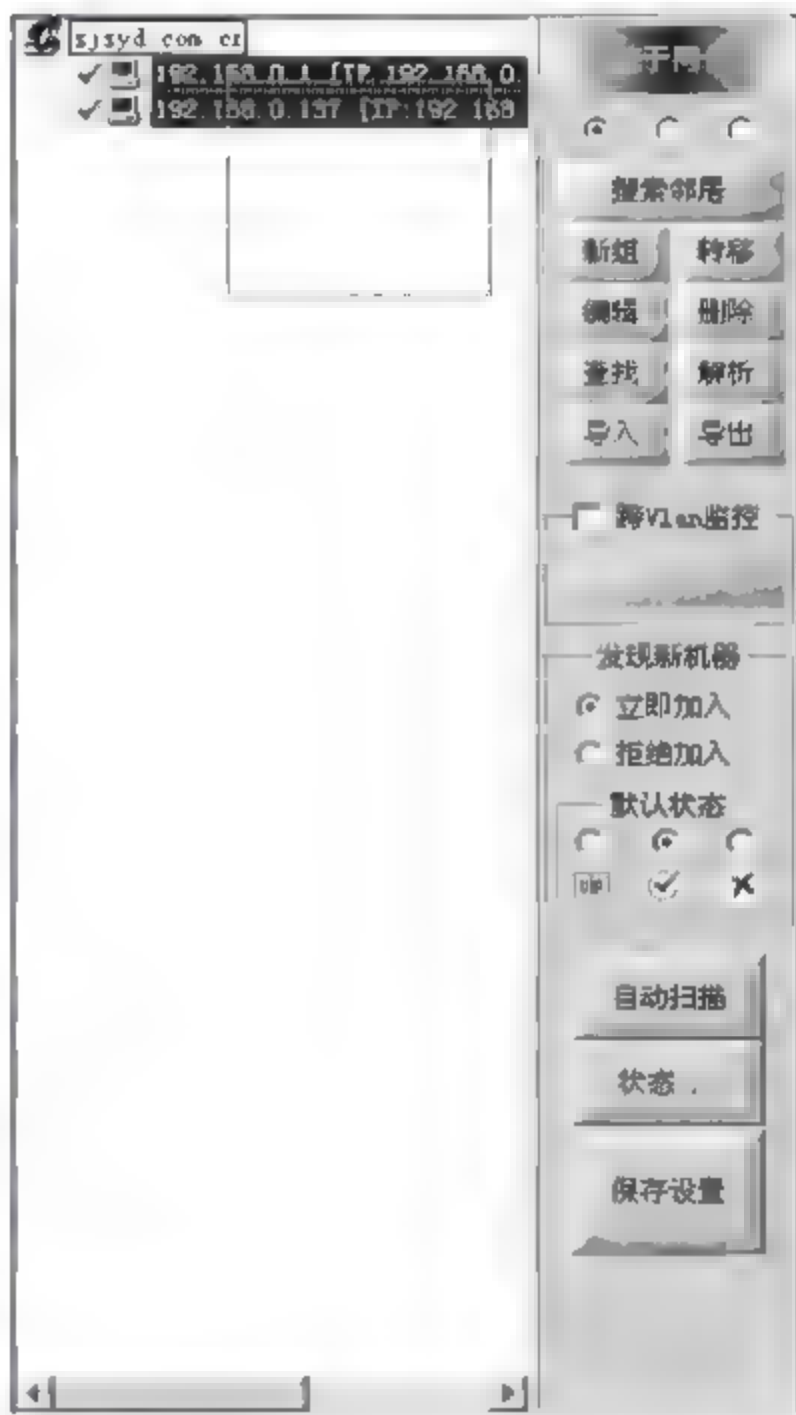 sjsyd com cn
192.168.0.1 [IP 192.168.0.
192.168.0.137 [IP:192 168
搜索邻居
新组 转移
编辑 删除
查找 解析
导入 导出
跨Vlan监控
发现新机器
立即加入
拒绝加入
默认状态
自动扫描
状态
保存设置